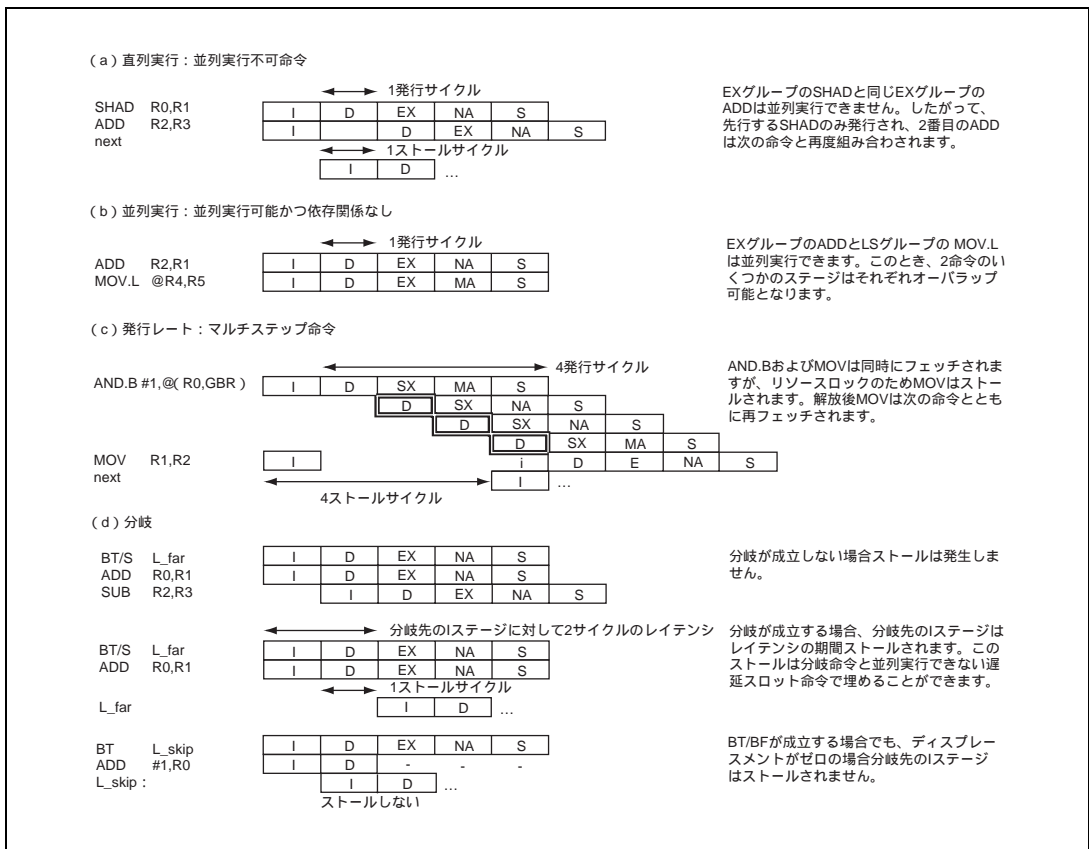 (a)直列実行:並列実行不可命令
1発行サイクル
SHAD R0,R1 I D EX NA S
ADD R2,R3 I D EX NA S
next
1ストールサイクル
I D ...
EXグループのSHADと同じEXグループの
ADDは並列実行できません。したがって、
先行するSHADのみ発行され、2番目のADD
は次の命令と再度組み合わされます。
(b)並列実行:並列実行可能かつ依存関係なし
1発行サイクル
ADD R2,R1 I D EX NA S
MOV.L @R4,R5 I D EX MA S
EXグループのADDとLSグループの MOV.L
は並列実行できます。このとき、2命令のい
くつかのステージはそれぞれオーバラップ
可能となります。
(c)発行レート:マルチステップ命令
4発行サイクル
AND.B #1,@(R0,GBR) I D SX MA S
D SX NA S
D SX NA S
D SX MA S
MOV R1,R2 I i D E NA S
next I ...
4ストールサイクル
AND.BおよびMOVは同時にフェッチされま
すが、リソースロックのためMOVはストー
ルされます。解放後MOVは次の命令ととも
に再フェッチされます。
(d)分岐
BT/S L_far I D EX NA S
ADD R0,R1 I D EX NA S
SUB R2,R3 I D EX NA S
分岐が成立しない場合ストールは発生しま
せん。
分岐先のIステージに対して2サイクルのレイテンシ
BT/S L_far I D EX NA S
ADD R0,R1 I D EX NA S
1ストールサイクル
L_far I D ...
分岐が成立する場合、分岐先のIステージは
レイテンシの期間ストールされます。この
ストールは分岐命令と並列実行できない遅
延スロット命令で埋めることができます。
BT L_skip I D EX NA S
ADD #1,R0 I D - - -
L_skip: I D ...
ストールしない
BT/BFが成立する場合でも、ディスプレー
スメントがゼロの場合分岐先のIステージ
はストールされません。